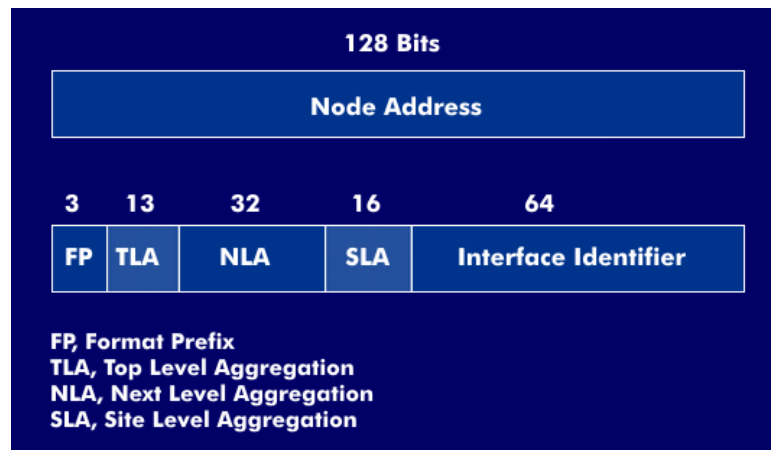 128 Bits
Node Address
3 13 32 16 64
FP TLA NLA SLA Interface Identifier
FP, Format Prefix
TLA, Top Level Aggregation
NLA, Next Level Aggregation
SLA, Site Level Aggregation